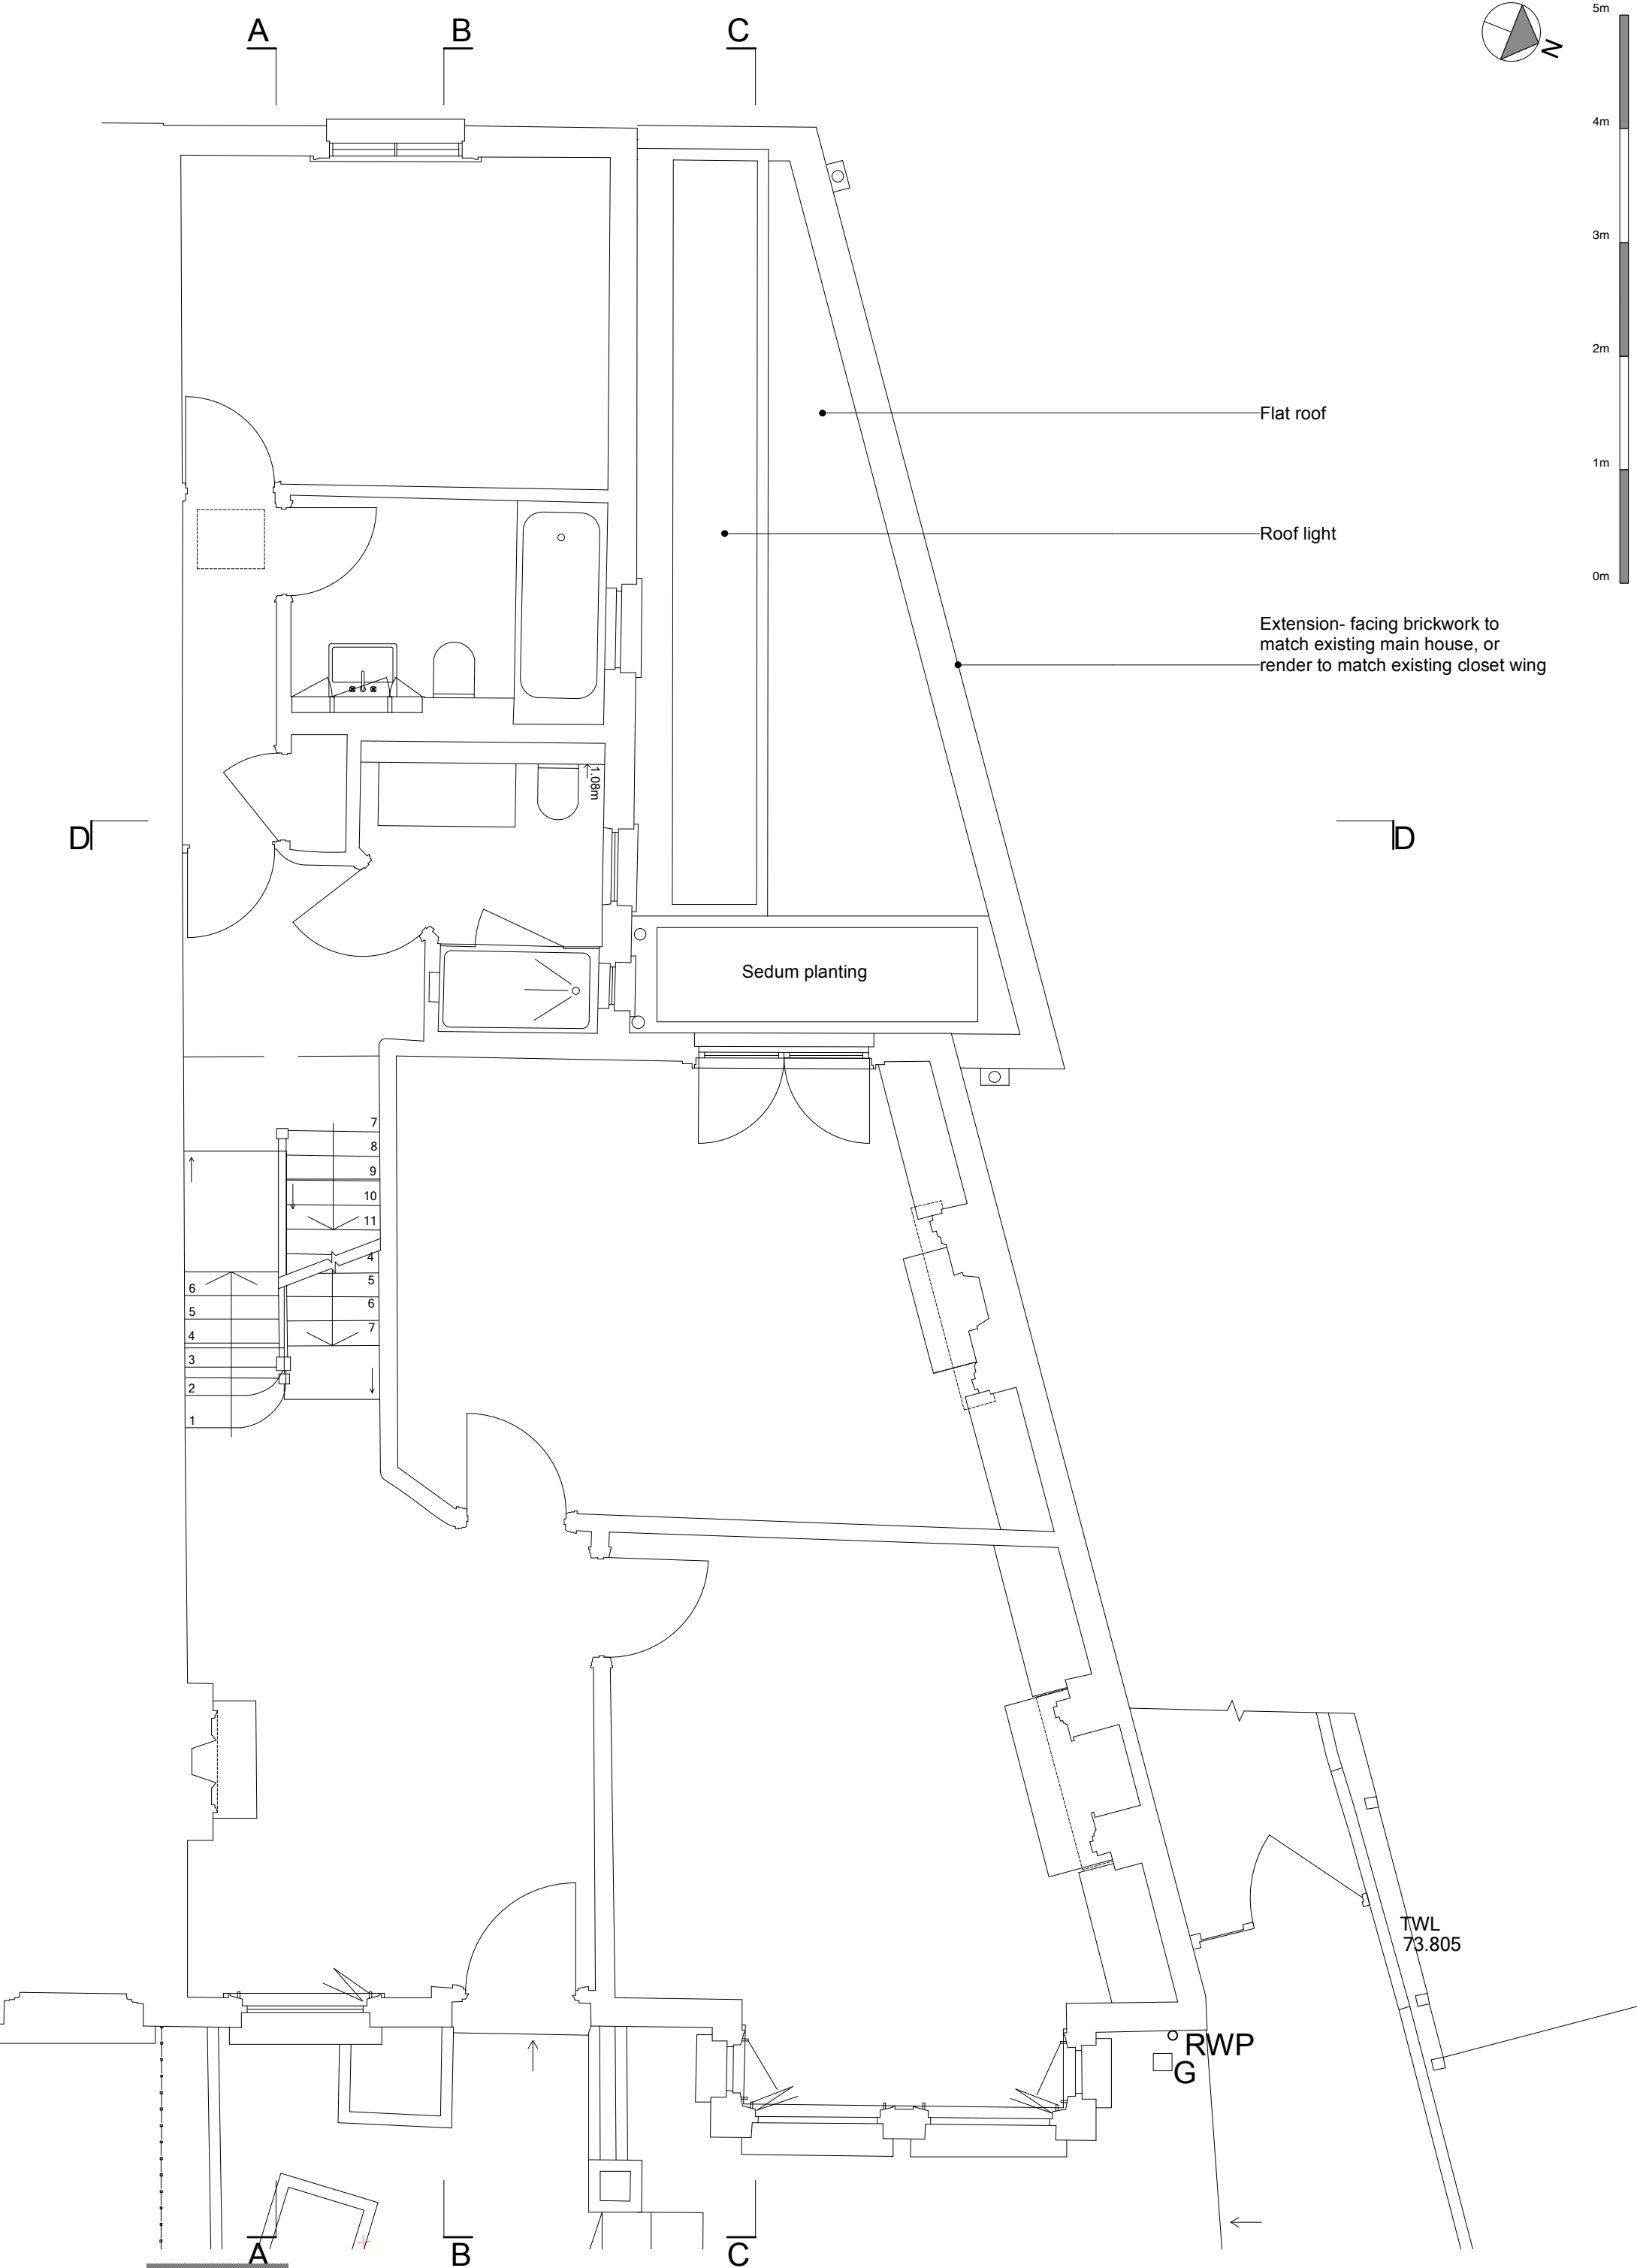 A
B
C
N
5m
4m
3m
2m
1m
0m
Flat roof
Roof light
Extension- facing brickwork to
match existing main house, or
render to match existing closet wing
1.08m
D
D
Sedum planting
7
8
9
10
11
4
5
6
7
6
5
4
3
2
1
TWL
73.805
RWP
G
A
B
C